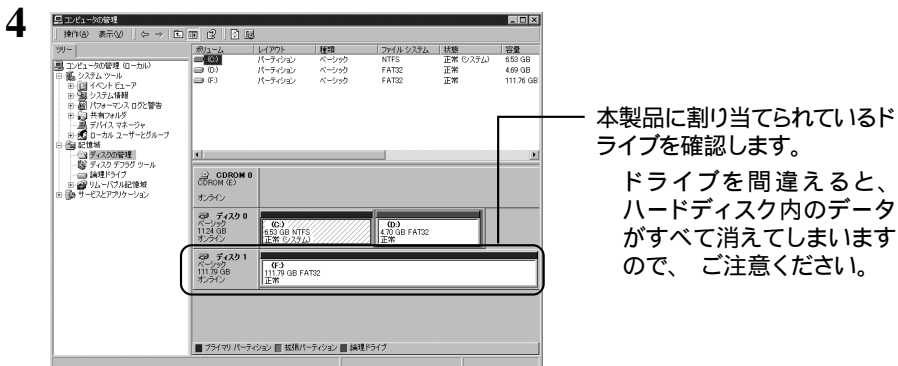 4
コンピュータの管理
操作(A) 表示(V)
ツリー
コンピュータの管理 (ローカル)
システム ツール
イベント ビューア
システム情報
パフォーマンス ログと警告
共有フォルダ
デバイス マネージャ
ローカル ユーザーとグループ
記憶域
ディスクの管理
ディスク デフラグ ツール
論理ドライブ
リムーバブル記憶域
サービスとアプリケーション
ボリューム レイアウト 種類 ファイル システム 状態 容量
(C:) パーティション ベーシック NTFS 正常 (システム) 6.53 GB
(D:) パーティション ベーシック FAT32 正常 4.69 GB
(F:) パーティション ベーシック FAT32 正常 111.76 GB
CDROM 0
CDROM (E:)
オンライン
ディスク 0
ベーシック
11.24 GB
オンライン
(C:)
6.53 GB NTFS
正常 (システム)
(D:)
4.70 GB FAT32
正常
ディスク 1
ベーシック
111.79 GB
オンライン
(F:)
111.79 GB FAT32
正常
プライマリ パーティション 拡張パーティション 論理ドライブ
本製品に割り当てられているド
ライブを確認します。
ドライブを間違えると、
ハードディスク内のデータ
がすべて消えてしまいます
ので、ご注意ください。